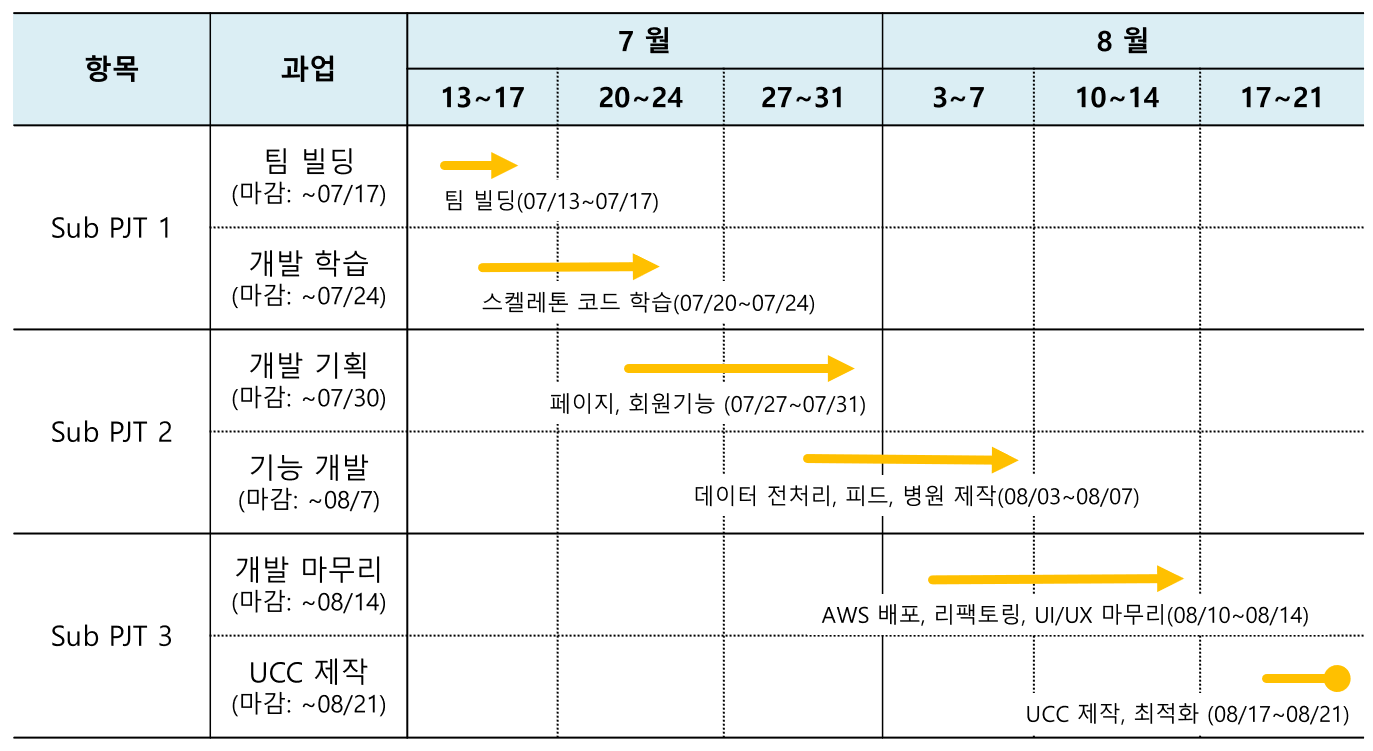 항목
과업
7 월
8 월
13~17
20~24
27~31
3~7
10~14
17~21
Sub PJT 1
팀 빌딩
(마감: ~07/17)
팀 빌딩(07/13~07/17)
개발 학습
(마감: ~07/24)
스켈레톤 코드 학습(07/20~07/24)
Sub PJT 2
개발 기획
(마감: ~07/30)
페이지, 회원기능 (07/27~07/31)
기능 개발
(마감: ~08/7)
데이터 전처리, 피드, 병원 제작(08/03~08/07)
Sub PJT 3
개발 마무리
(마감: ~08/14)
AWS 배포, 리팩토링, UI/UX 마무리(08/10~08/14)
UCC 제작
(마감: ~08/21)
UCC 제작, 최적화 (08/17~08/21)